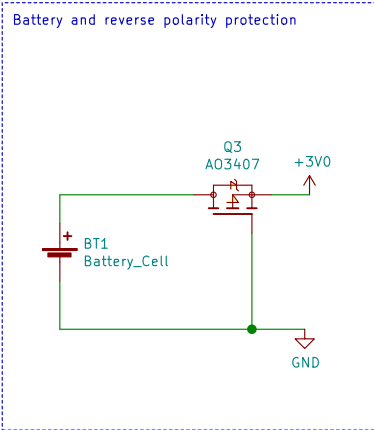 Battery and reverse polarity protection
Q3
AO3407
+3V0
+
BT1
Battery_Cell
GND